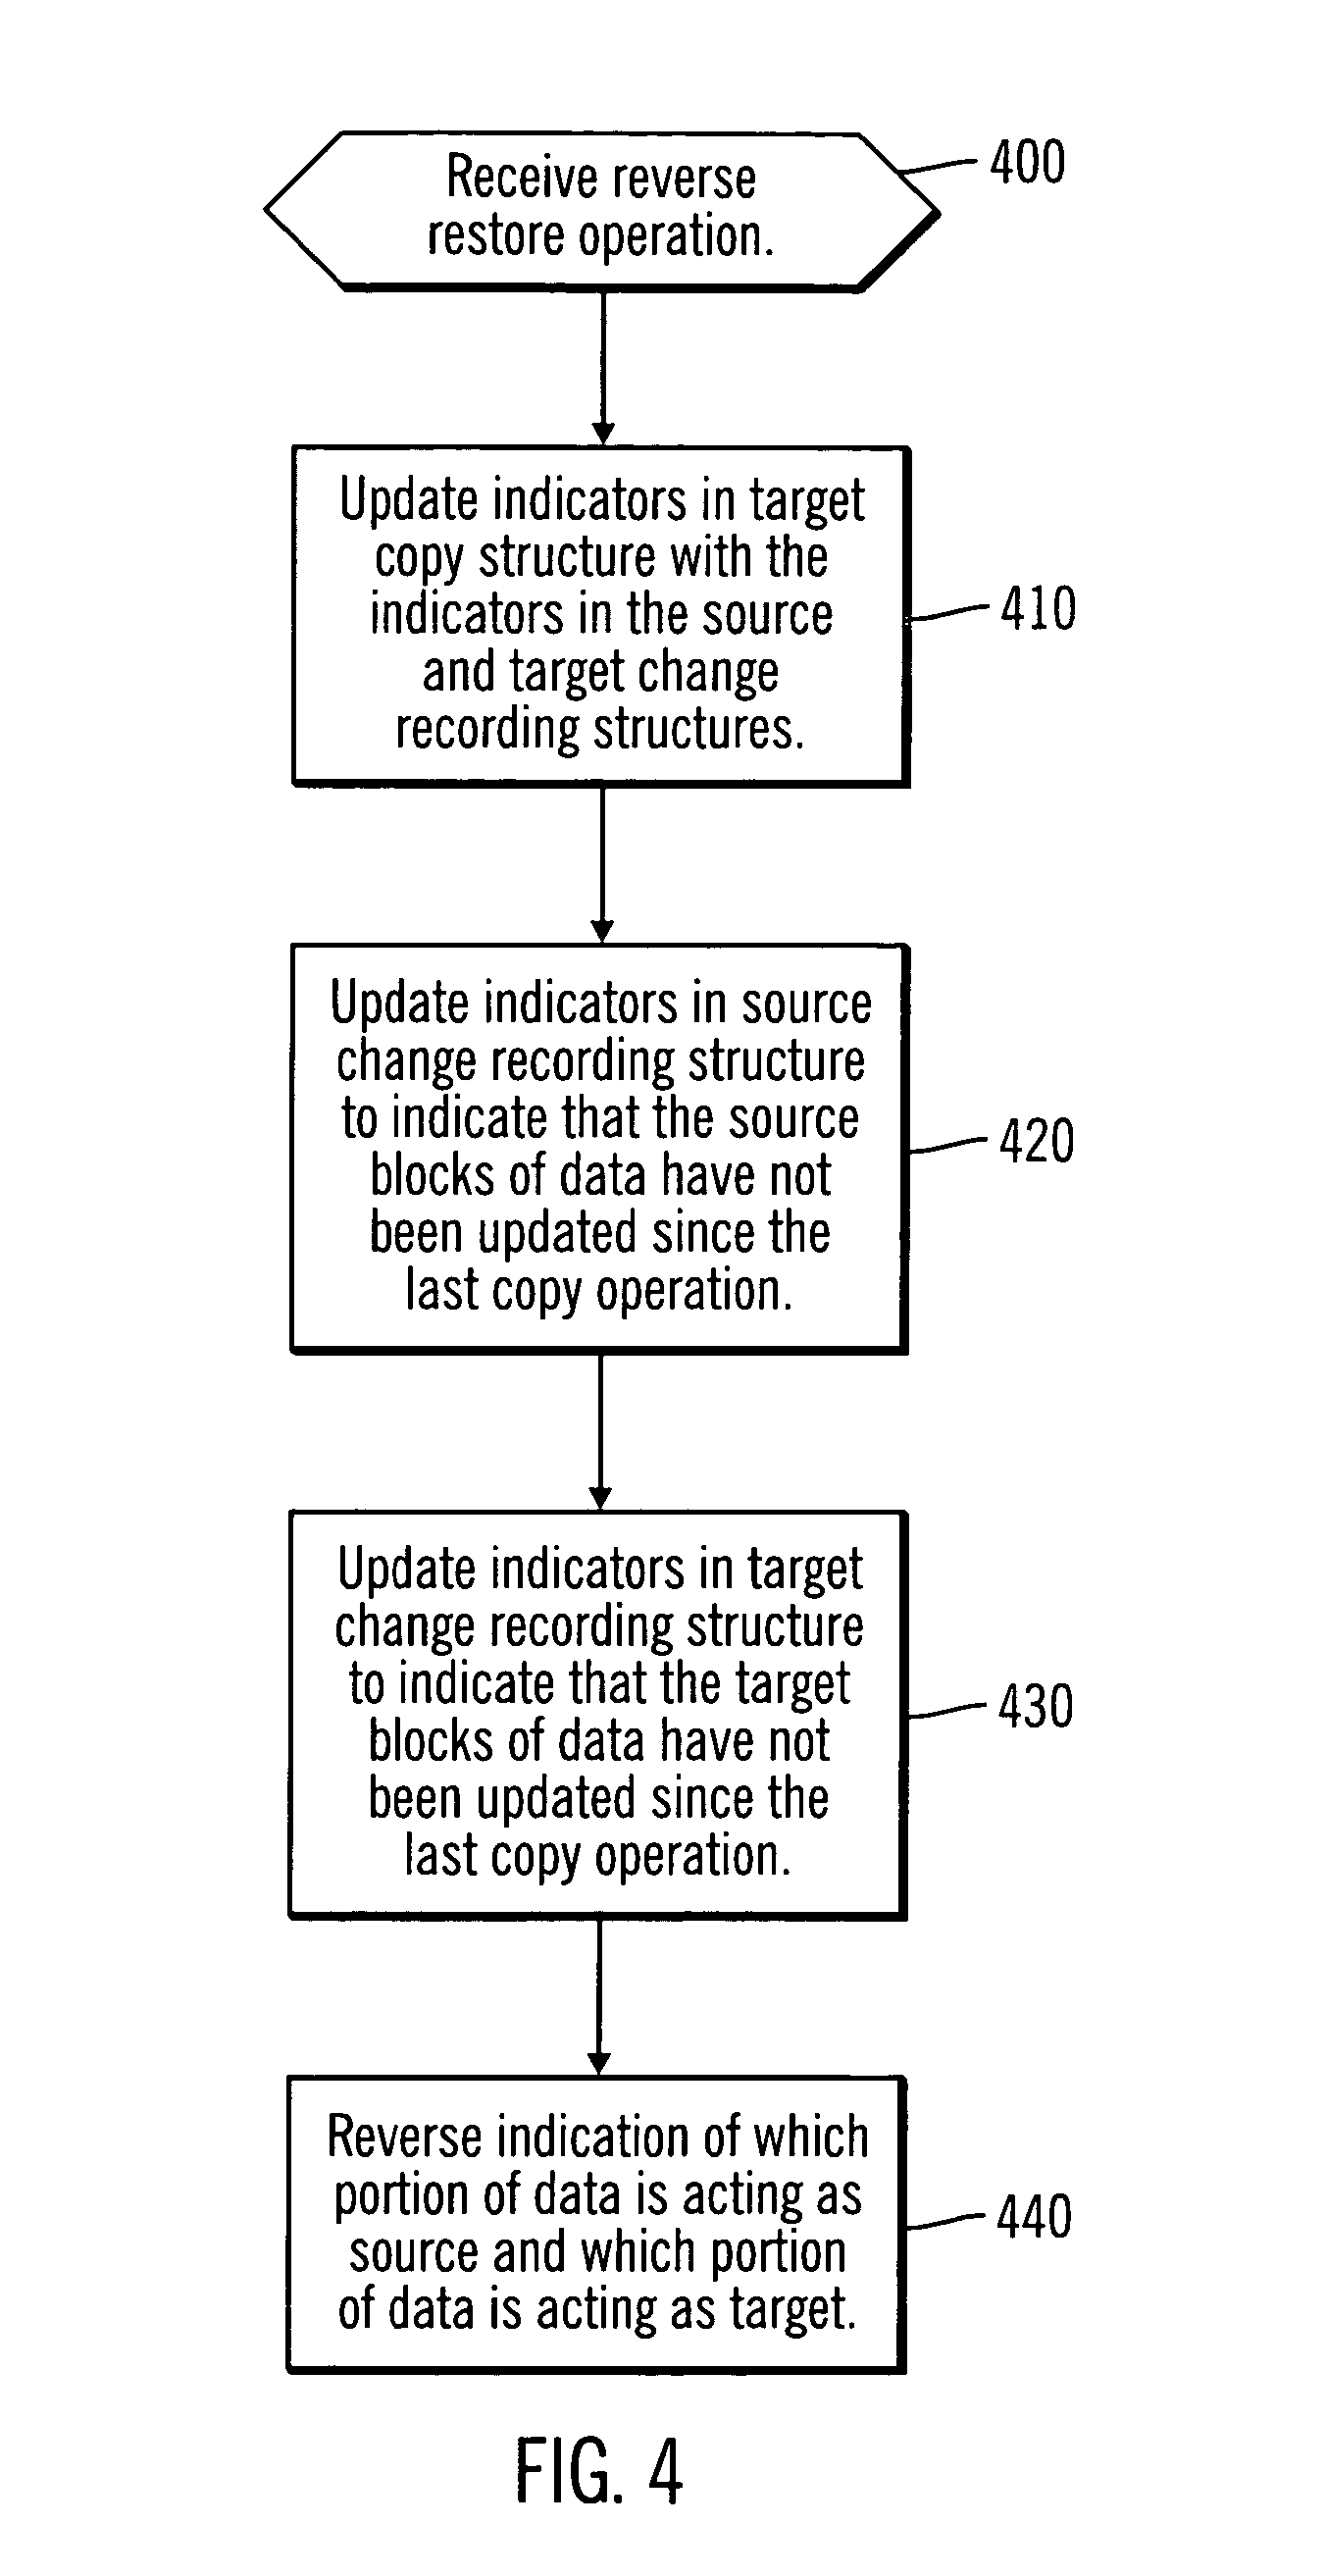 Receive reverse
restore operation.
400
Update indicators in target
copy structure with the
indicators in the source
and target change
recording structures.
410
Update indicators in source
change recording structure
to indicate that the source
blocks of data have not
been updated since the
last copy operation.
420
Update indicators in target
change recording structure
to indicate that the target
blocks of data have not
been updated since the
last copy operation.
430
Reverse indication of which
portion of data is acting as
source and which portion
of data is acting as target.
440
FIG. 4